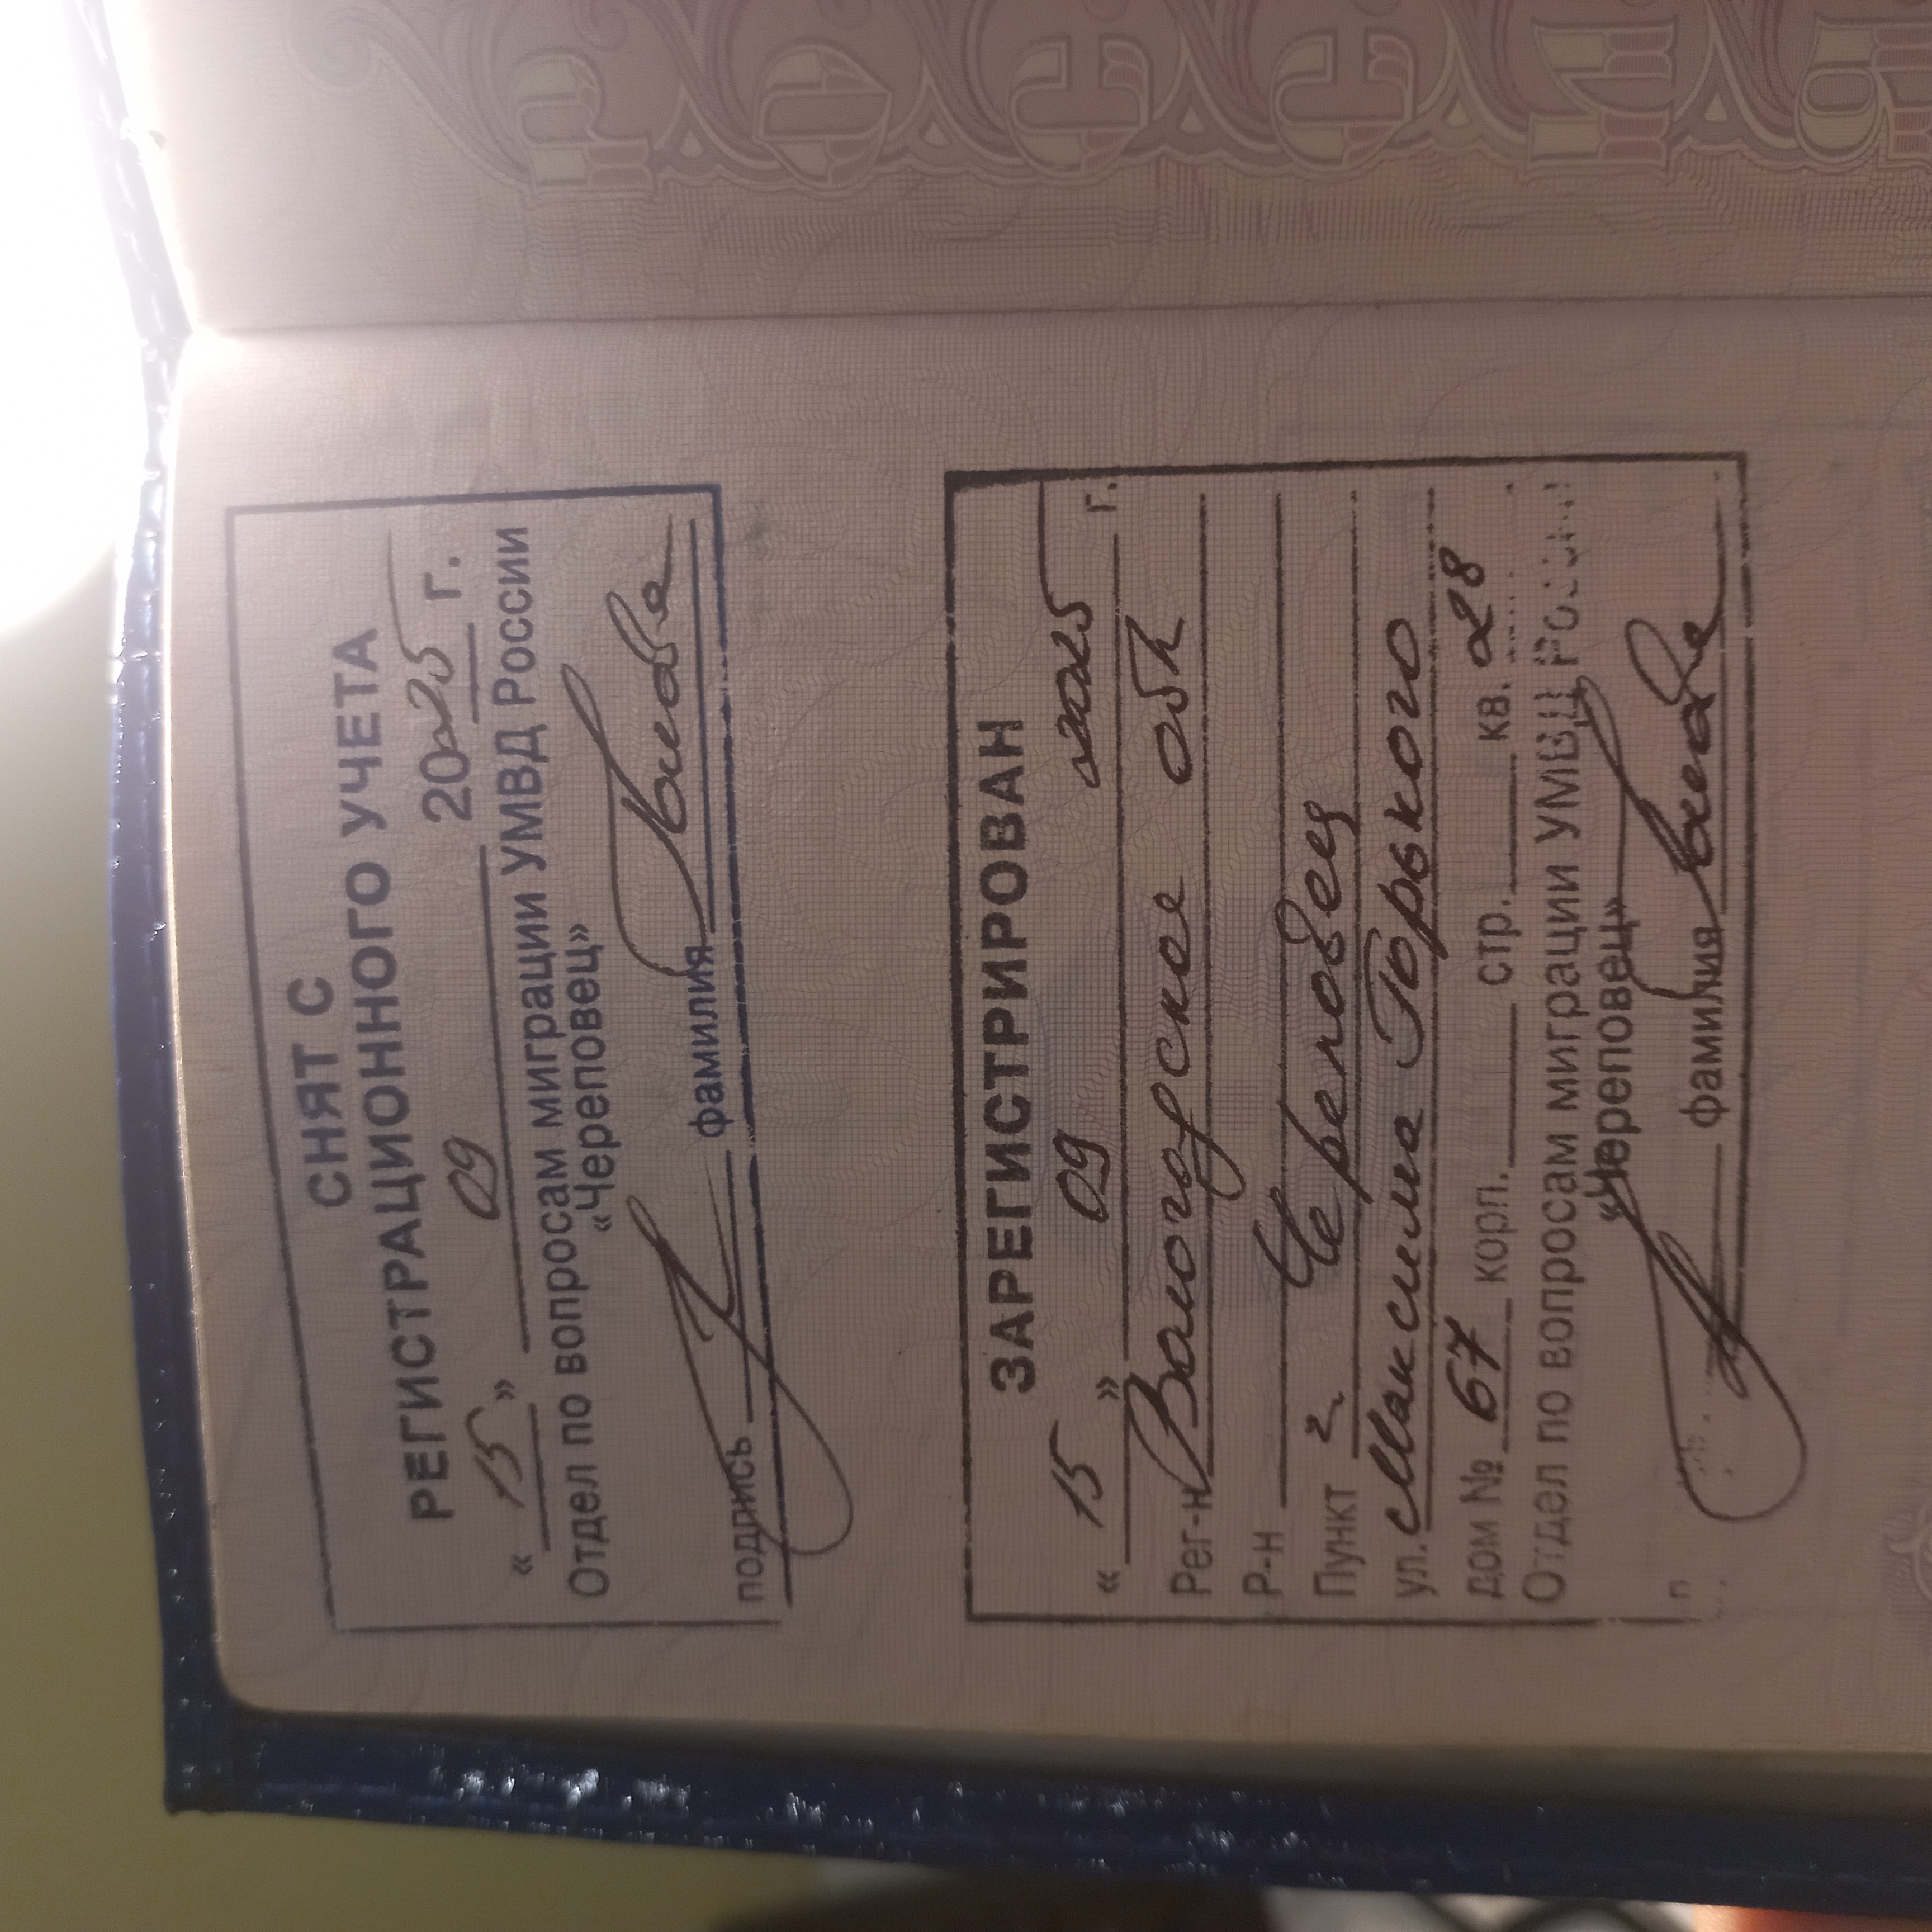 СНЯТ С
РЕГИСТРАЦИОННОГО УЧЕТА
« 15 » 09 2025 г.
Отдел по вопросам миграции УМВД России
«Череповец»
подпись фамилия
ЗАРЕГИСТРИРОВАН
« 15 » 09 2025 г.
Рег-н Вологодская обл
Р-н
Пункт г. Череповец
ул. Максима Горького
дом № 67 корп. стр. кв. 28
Отдел по вопросам миграции УМВД России
«Череповец»
п фамилия